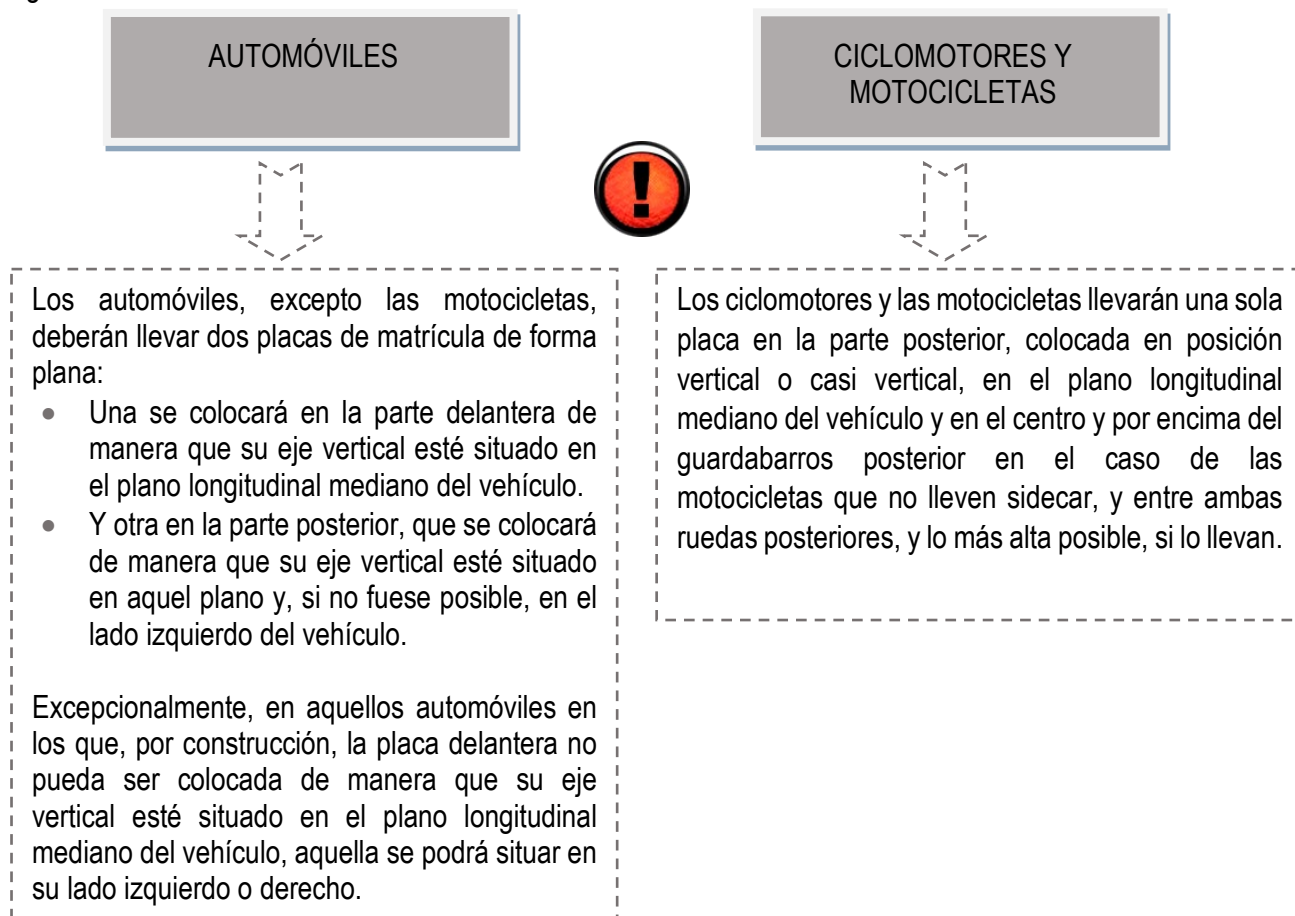 AUTOMÓVILES
CICLOMOTORES Y
MOTOCICLETAS
Los automóviles, excepto las motocicletas,
deberán llevar dos placas de matrícula de forma
plana:
• Una se colocará en la parte delantera de
manera que su eje vertical esté situado en
el plano longitudinal mediano del vehículo.
• Y otra en la parte posterior, que se colocará
de manera que su eje vertical esté situado
en aquel plano y, si no fuese posible, en el
lado izquierdo del vehículo.
Excepcionalmente, en aquellos automóviles en
los que, por construcción, la placa delantera no
pueda ser colocada de manera que su eje
vertical esté situado en el plano longitudinal
mediano del vehículo, aquella se podrá situar en
su lado izquierdo o derecho.
Los ciclomotores y las motocicletas llevarán una sola
placa en la parte posterior, colocada en posición
vertical o casi vertical, en el plano longitudinal
mediano del vehículo y en el centro y por encima del
guardabarros posterior en el caso de las
motocicletas que no lleven sidecar, y entre ambas
ruedas posteriores, y lo más alta posible, si lo llevan.